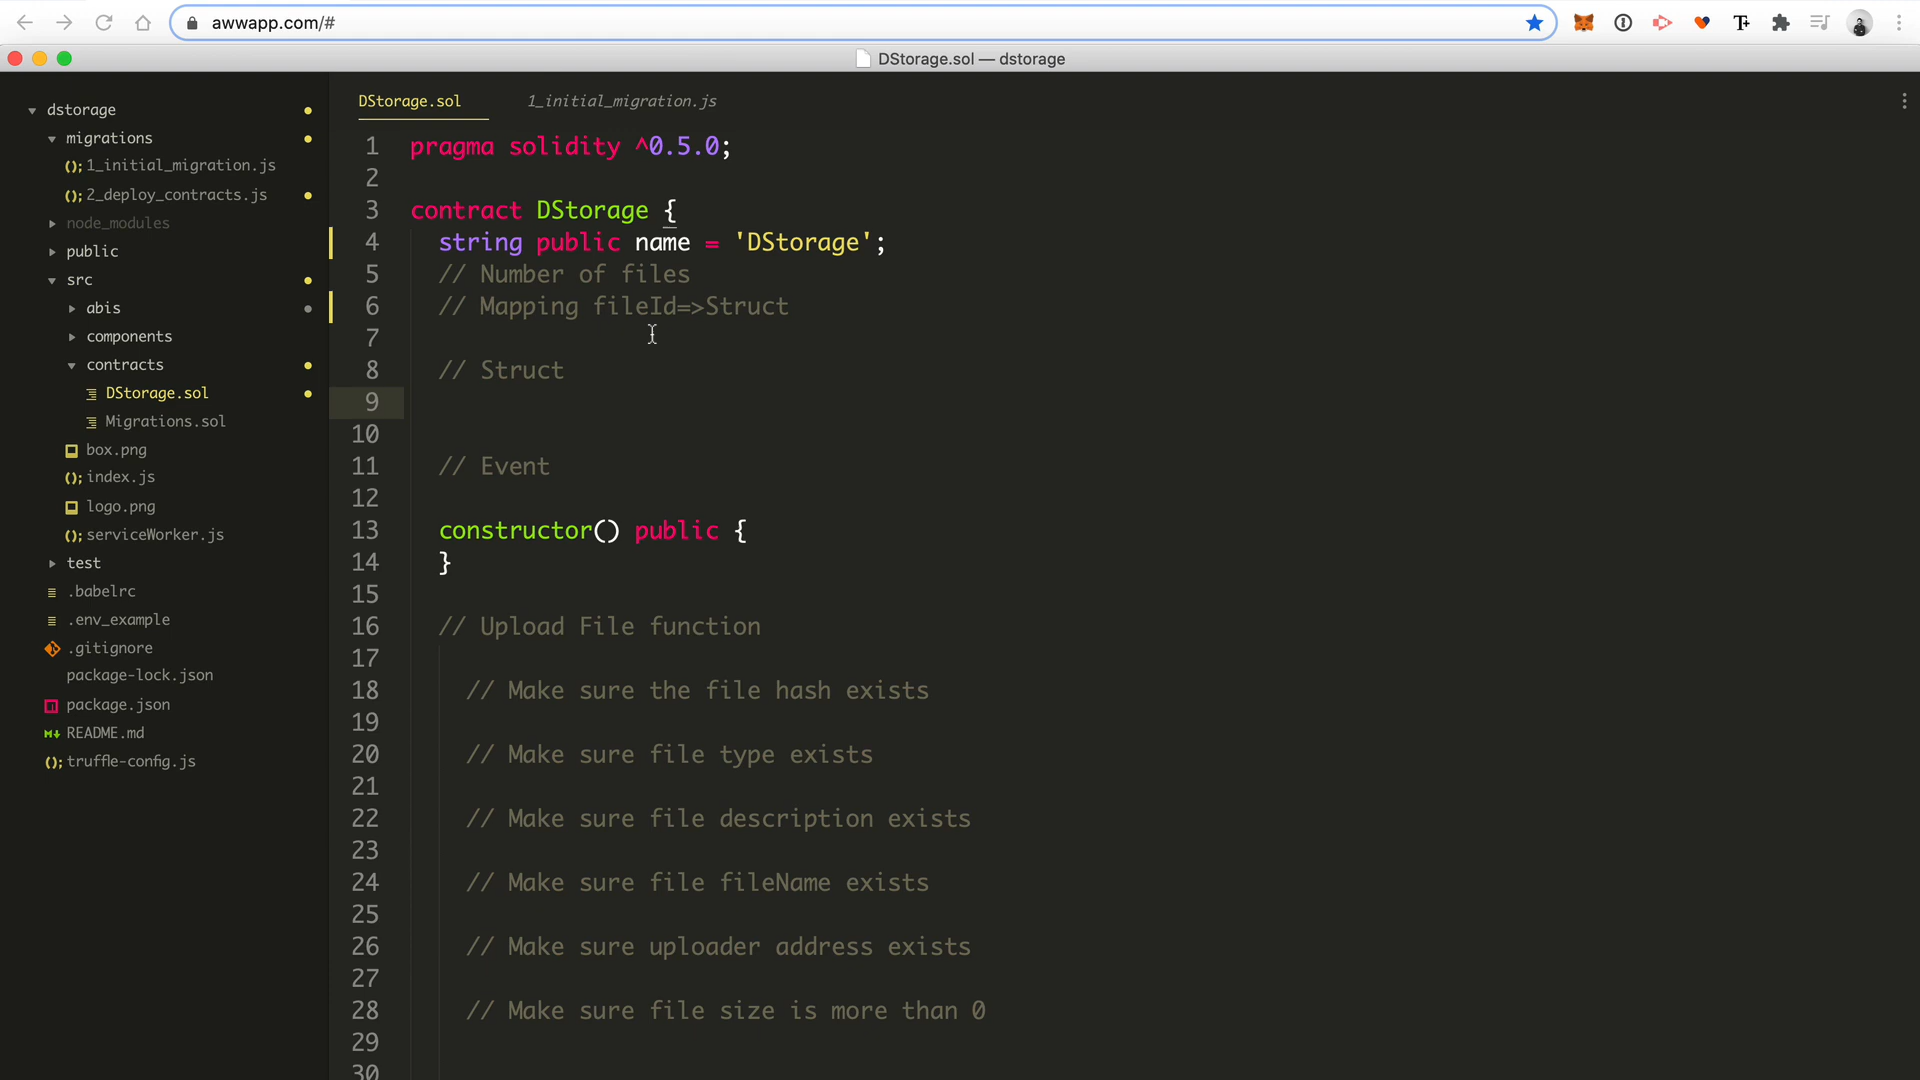 awwapp.com/#
DStorage.sol — dstorage
dstorage
migrations
(); 1_initial_migration.js
(); 2_deploy_contracts.js
node_modules
public
src
abis
components
contracts
DStorage.sol
Migrations.sol
box.png
(); index.js
logo.png
(); serviceWorker.js
test
.babelrc
.env_example
.gitignore
package-lock.json
package.json
M+ README.md
(); truffle-config.js
DStorage.sol 1_initial_migration.js
1 pragma solidity ^0.5.0;
2
3 contract DStorage {
4 string public name = 'DStorage';
5 // Number of files
6 // Mapping fileId=>Struct
7
8 // Struct
9
10
11 // Event
12
13 constructor() public {
14 }
15
16 // Upload File function
17
18 // Make sure the file hash exists
19
20 // Make sure file type exists
21
22 // Make sure file description exists
23
24 // Make sure file fileName exists
25
26 // Make sure uploader address exists
27
28 // Make sure file size is more than 0
29
30